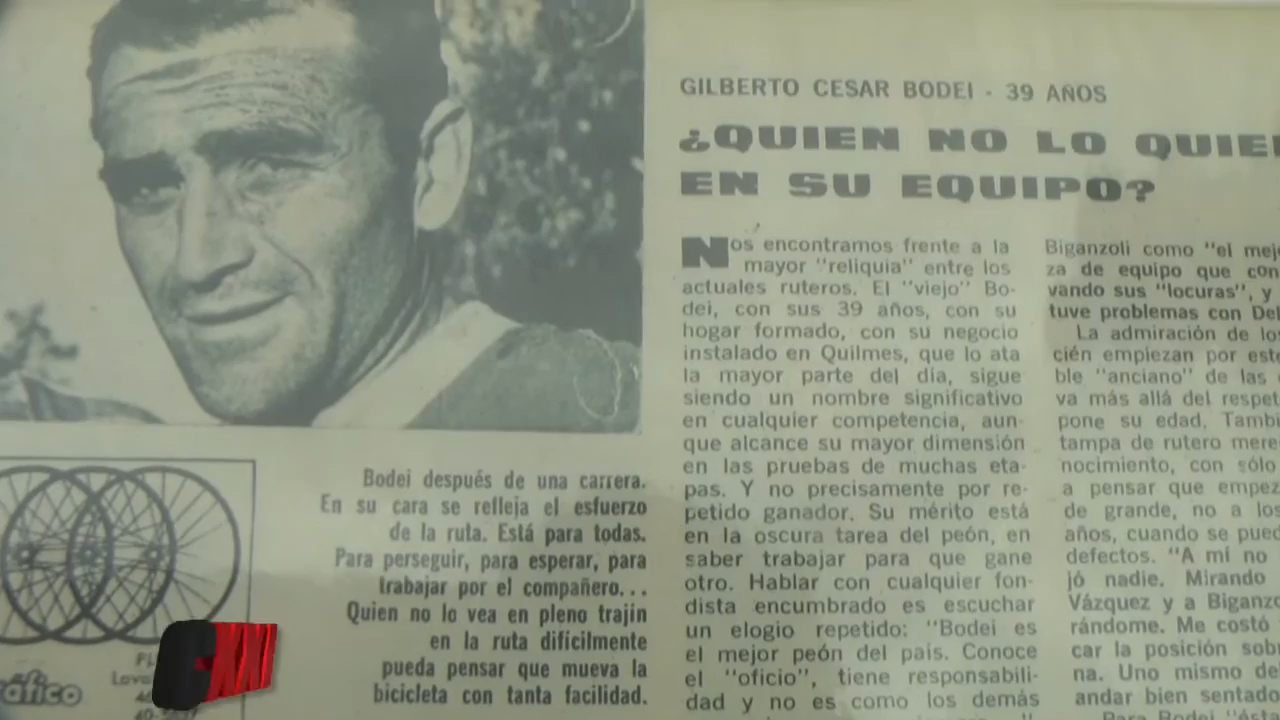 GILBERTO CESAR BODEI - 39 AÑOS
¿QUIEN NO LO QUIE
EN SU EQUIPO?
Nos encontramos frente a la
mayor "reliquia" entre los
actuales ruteros. El "viejo" Bo-
dei, con sus 39 años, con su
hogar formado, con su negocio
instalado en Quilmes, que lo ata
la mayor parte del día, sigue
siendo un nombre significativo
en cualquier competencia, aun-
que alcance su mayor dimensión
en las pruebas de muchas eta-
pas. Y no precisamente por re-
petido ganador. Su mérito está
en la oscura tarea del peón, en
saber trabajar para que gane
otro. Hablar con cualquier fon-
dista encumbrado es escuchar
un elogio repetido: "Bodei es
el mejor peón del país. Conoce
el "oficio", tiene responsabili-
dad y no es como los demás
Biganzoli como "el mej
za de equipo que con
vando sus "locuras", y
tuve problemas con Del
La admiración de los
cién empiezan por este
ble "anciano" de las
va más allá del respet
pone su edad. Tambi
tampa de rutero mere
nocimiento, con sólo
a pensar que empez
de grande, no a los
años, cuando se pued
defectos. "A mí no
jó nadie. Mirando
Vázquez y a Biganzo
rándome. Me costó
car la posición sobr
na. Uno mismo de
andar bien sentado
Para Bodei "ésta
Bodei después de una carrera.
En su cara se refleja el esfuerzo
de la ruta. Está para todas.
Para perseguir, para esperar, para
trabajar por el compañero...
Quien no lo vea en pleno trajín
en la ruta difícilmente
pueda pensar que mueva la
bicicleta con tanta facilidad.
áfico
CXXI